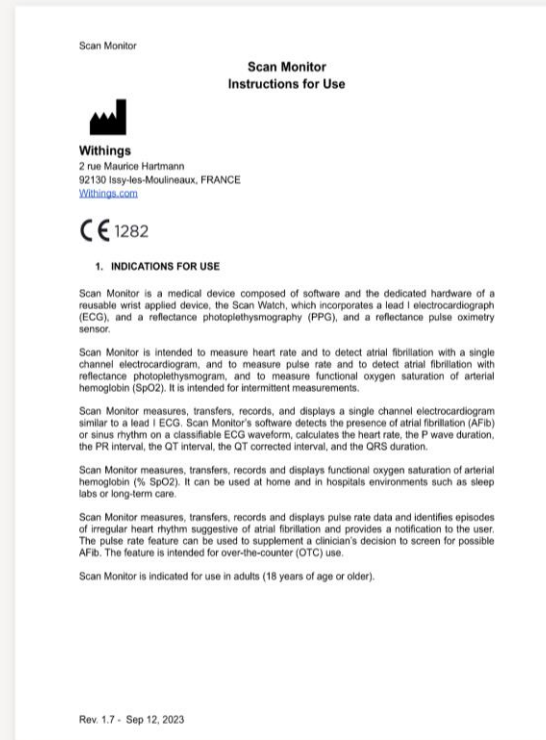 Scan Monitor
Scan Monitor
Instructions for Use
Withings
2 rue Maurice Hartmann
92130 Issy-les-Moulineaux, FRANCE
Withings.com
CE 1282
1. INDICATIONS FOR USE
Scan Monitor is a medical device composed of software and the dedicated hardware of a
reusable wrist applied device, the Scan Watch, which incorporates a lead I electrocardiograph
(ECG), and a reflectance photoplethysmography (PPG), and a reflectance pulse oximetry
sensor.
Scan Monitor is intended to measure heart rate and to detect atrial fibrillation with a single
channel electrocardiogram, and to measure pulse rate and to detect atrial fibrillation with
reflectance photoplethysmogram, and to measure functional oxygen saturation of arterial
hemoglobin (SpO2). It is intended for intermittent measurements.
Scan Monitor measures, transfers, records, and displays a single channel electrocardiogram
similar to a lead I ECG. Scan Monitor's software detects the presence of atrial fibrillation (AFib)
or sinus rhythm on a classifiable ECG waveform, calculates the heart rate, the P wave duration,
the PR interval, the QT interval, the QT corrected interval, and the QRS duration.
Scan Monitor measures, transfers, records and displays functional oxygen saturation of arterial
hemoglobin (% SpO2). It can be used at home and in hospitals environments such as sleep
labs or long-term care.
Scan Monitor measures, transfers, records and displays pulse rate data and identifies episodes
of irregular heart rhythm suggestive of atrial fibrillation and provides a notification to the user.
The pulse rate feature can be used to supplement a clinician's decision to screen for possible
AFib. The feature is intended for over-the-counter (OTC) use.
Scan Monitor is indicated for use in adults (18 years of age or older).
Rev. 1.7 - Sep 12, 2023